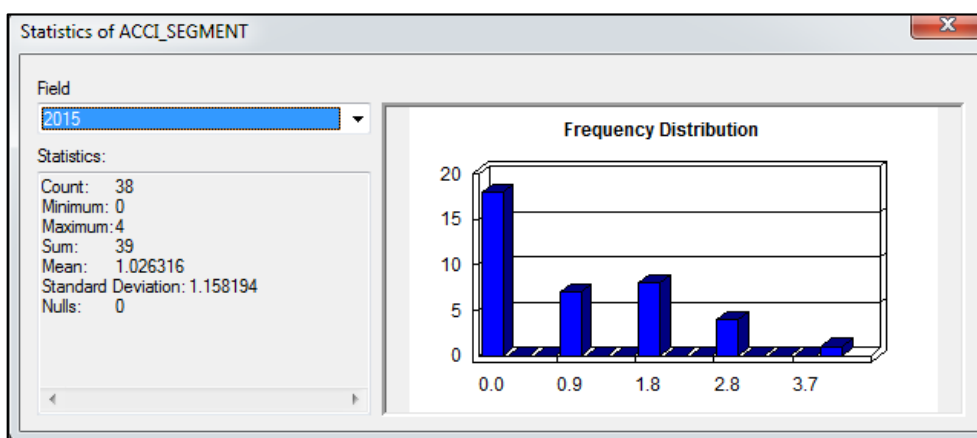 Statistics of ACCI_SEGMENT
X
Field
2015
Statistics:
Count: 38
Minimum: 0
Maximum: 4
Sum: 39
Mean: 1.026316
Standard Deviation: 1.158194
Nulls: 0
Frequency Distribution
20
15
10
5
0
0.0 0.9 1.8 2.8 3.7